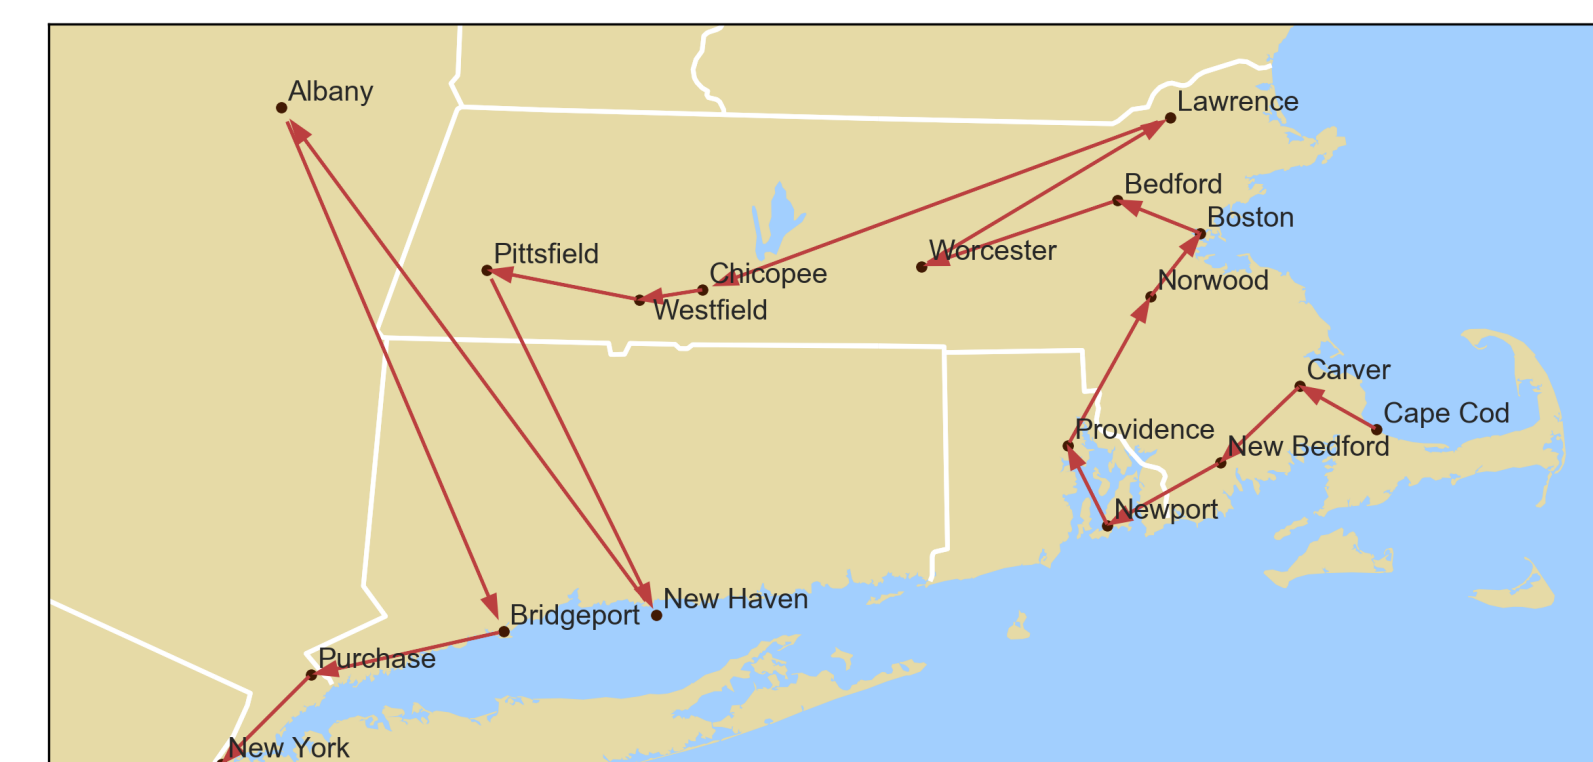 Albany
Lawrence
Bedford
Boston
Pittsfield
Worcester
Chicopee
Norwood
Westfield
Carver
Cape Cod
Providence
New Bedford
Newport
New Haven
Bridgeport
Purchase
New York